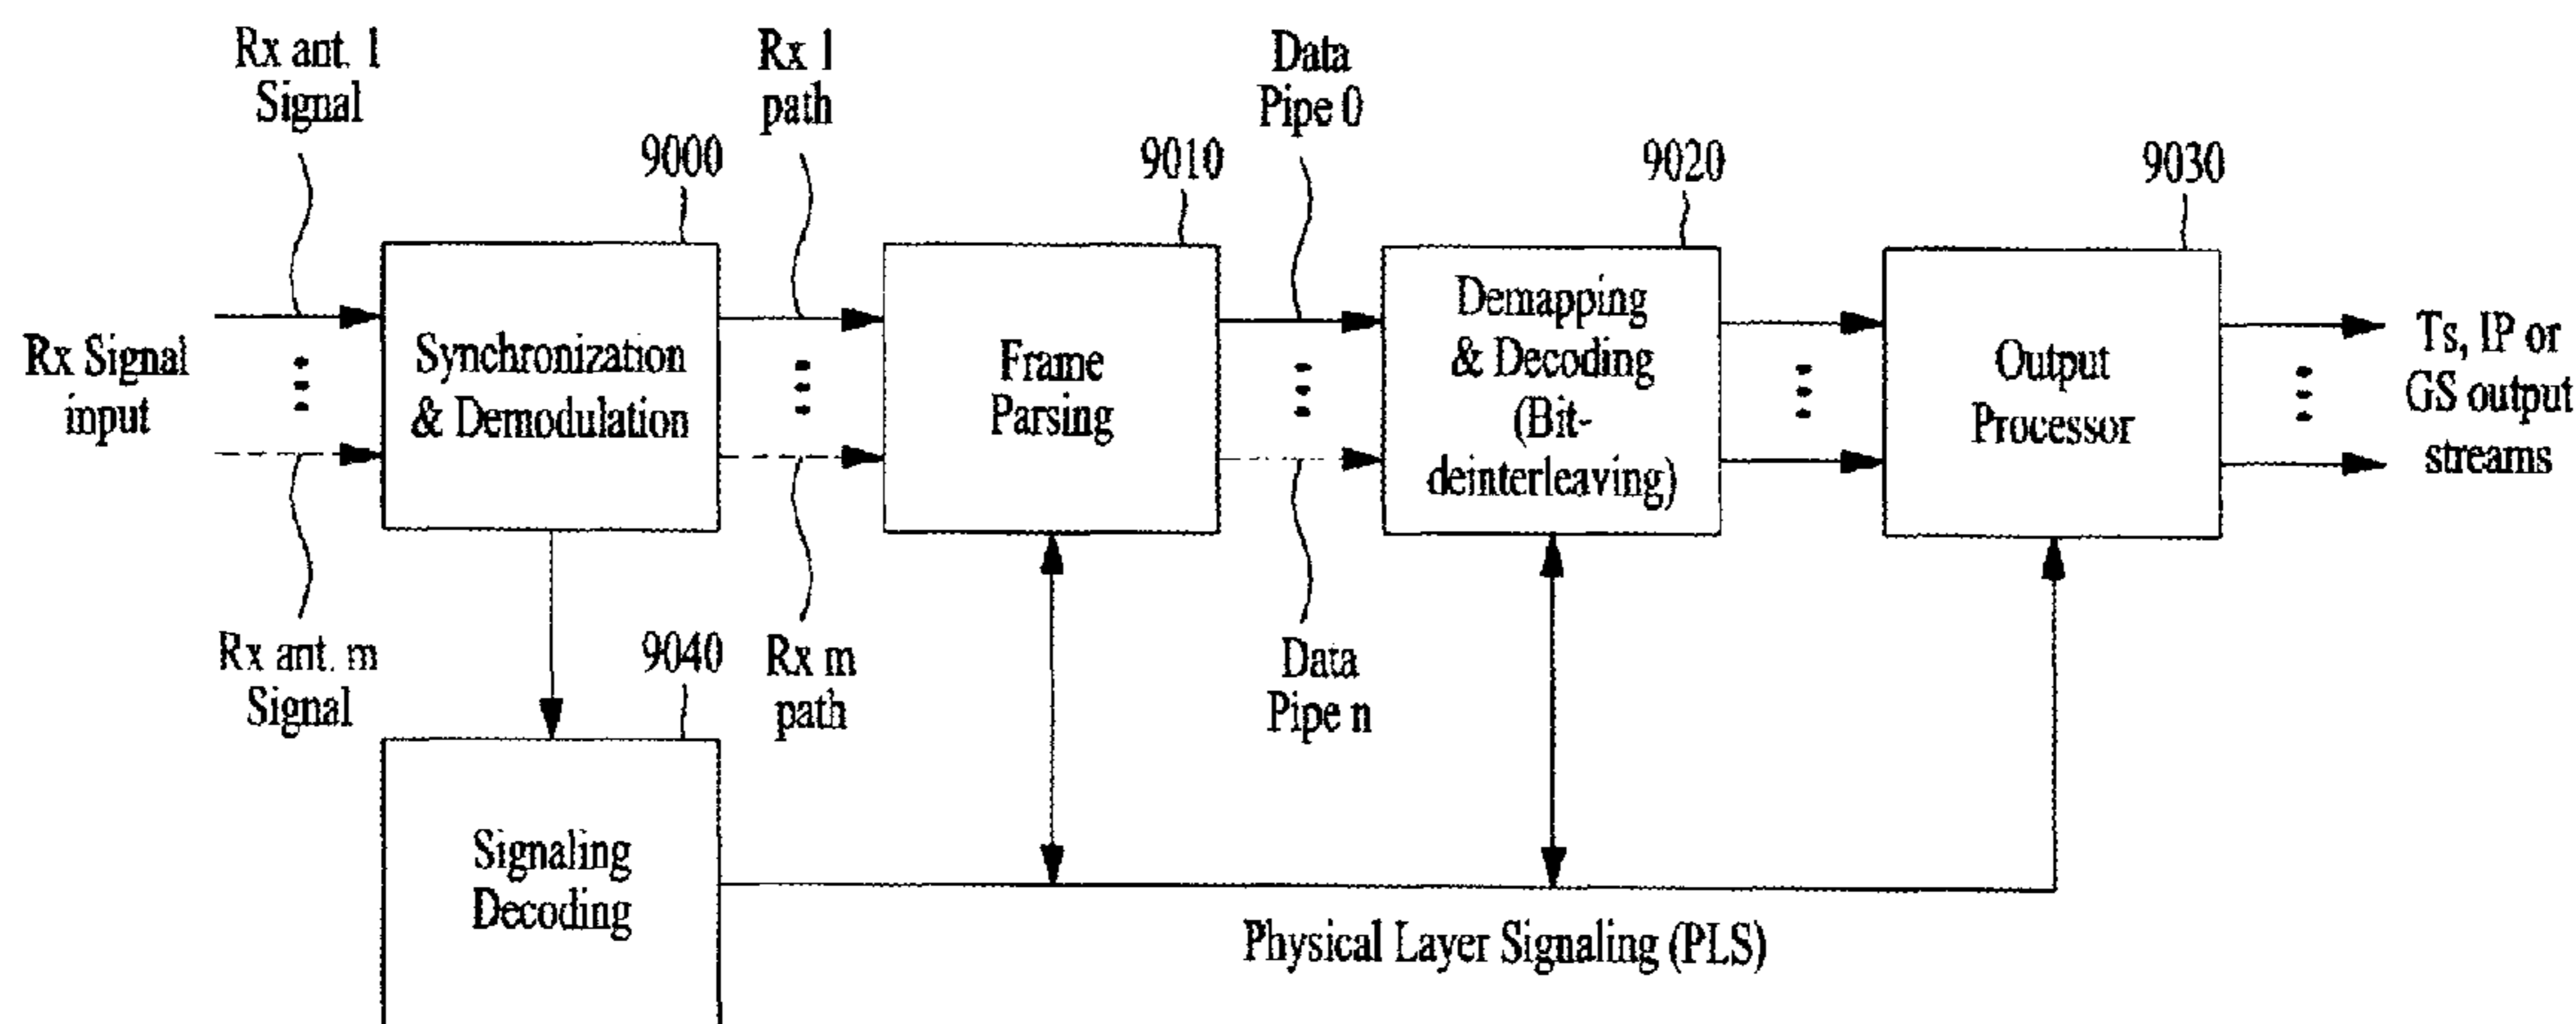 Rx ant. 1
Signal
Rx 1
path
Data
Pipe 0
9000
9010
9020
9030
Rx Signal
input
Synchronization
& Demodulation
Frame
Parsing
Demapping
& Decoding
(Bit-
deinterleaving)
Output
Processor
Ts, IP or
GS output
streams
Rx ant. m
Signal
9040
Rx m
path
Data
Pipe n
Signaling
Decoding
Physical Layer Signaling (PLS)